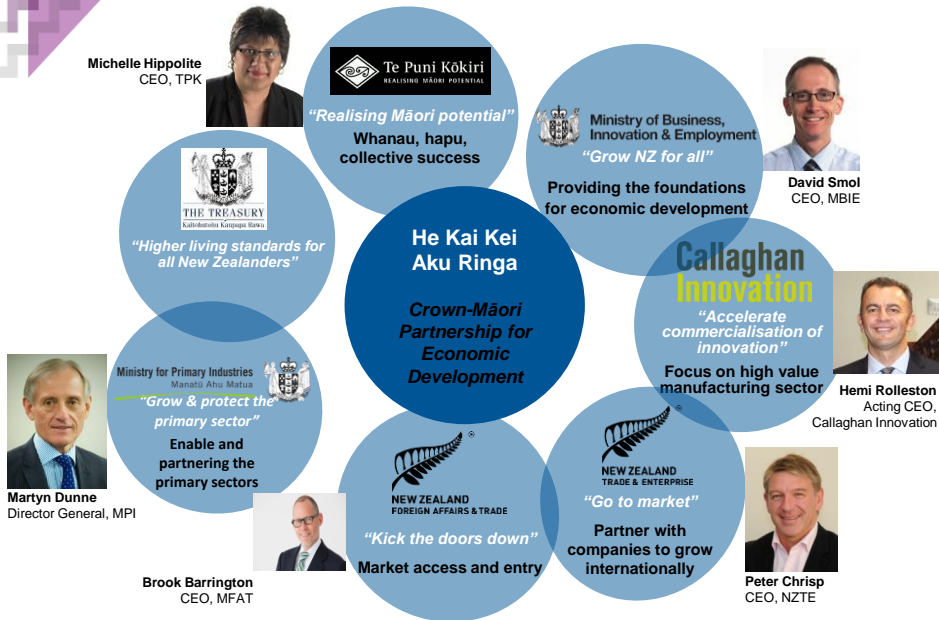 Michelle Hippolite
CEO, TPK
Te Puni Kōkiri
REALISING MĀORI POTENTIAL
“Realising Māori potential”
Whanau, hapu,
collective success
Ministry of Business,
Innovation & Employment
“Grow NZ for all”
Providing the foundations
for economic development
David Smol
CEO, MBIE
THE TREASURY
Kaitohutohu Kaupapa Rawa
“Higher living standards for
all New Zealanders”
He Kai Kei
Aku Ringa
Crown-Māori
Partnership for
Economic
Development
Callaghan
Innovation
“Accelerate
commercialisation of
innovation”
Focus on high value
manufacturing sector
Hemi Rolleston
Acting CEO,
Callaghan Innovation
Ministry for Primary Industries
Manatū Ahu Matua
“Grow & protect the
primary sector”
Enable and
partnering the
primary sectors
Martyn Dunne
Director General, MPI
NEW ZEALAND
FOREIGN AFFAIRS & TRADE
“Kick the doors down”
Market access and entry
Brook Barrington
CEO, MFAT
NEW ZEALAND
TRADE & ENTERPRISE
“Go to market”
Partner with
companies to grow
internationally
Peter Chrisp
CEO, NZTE